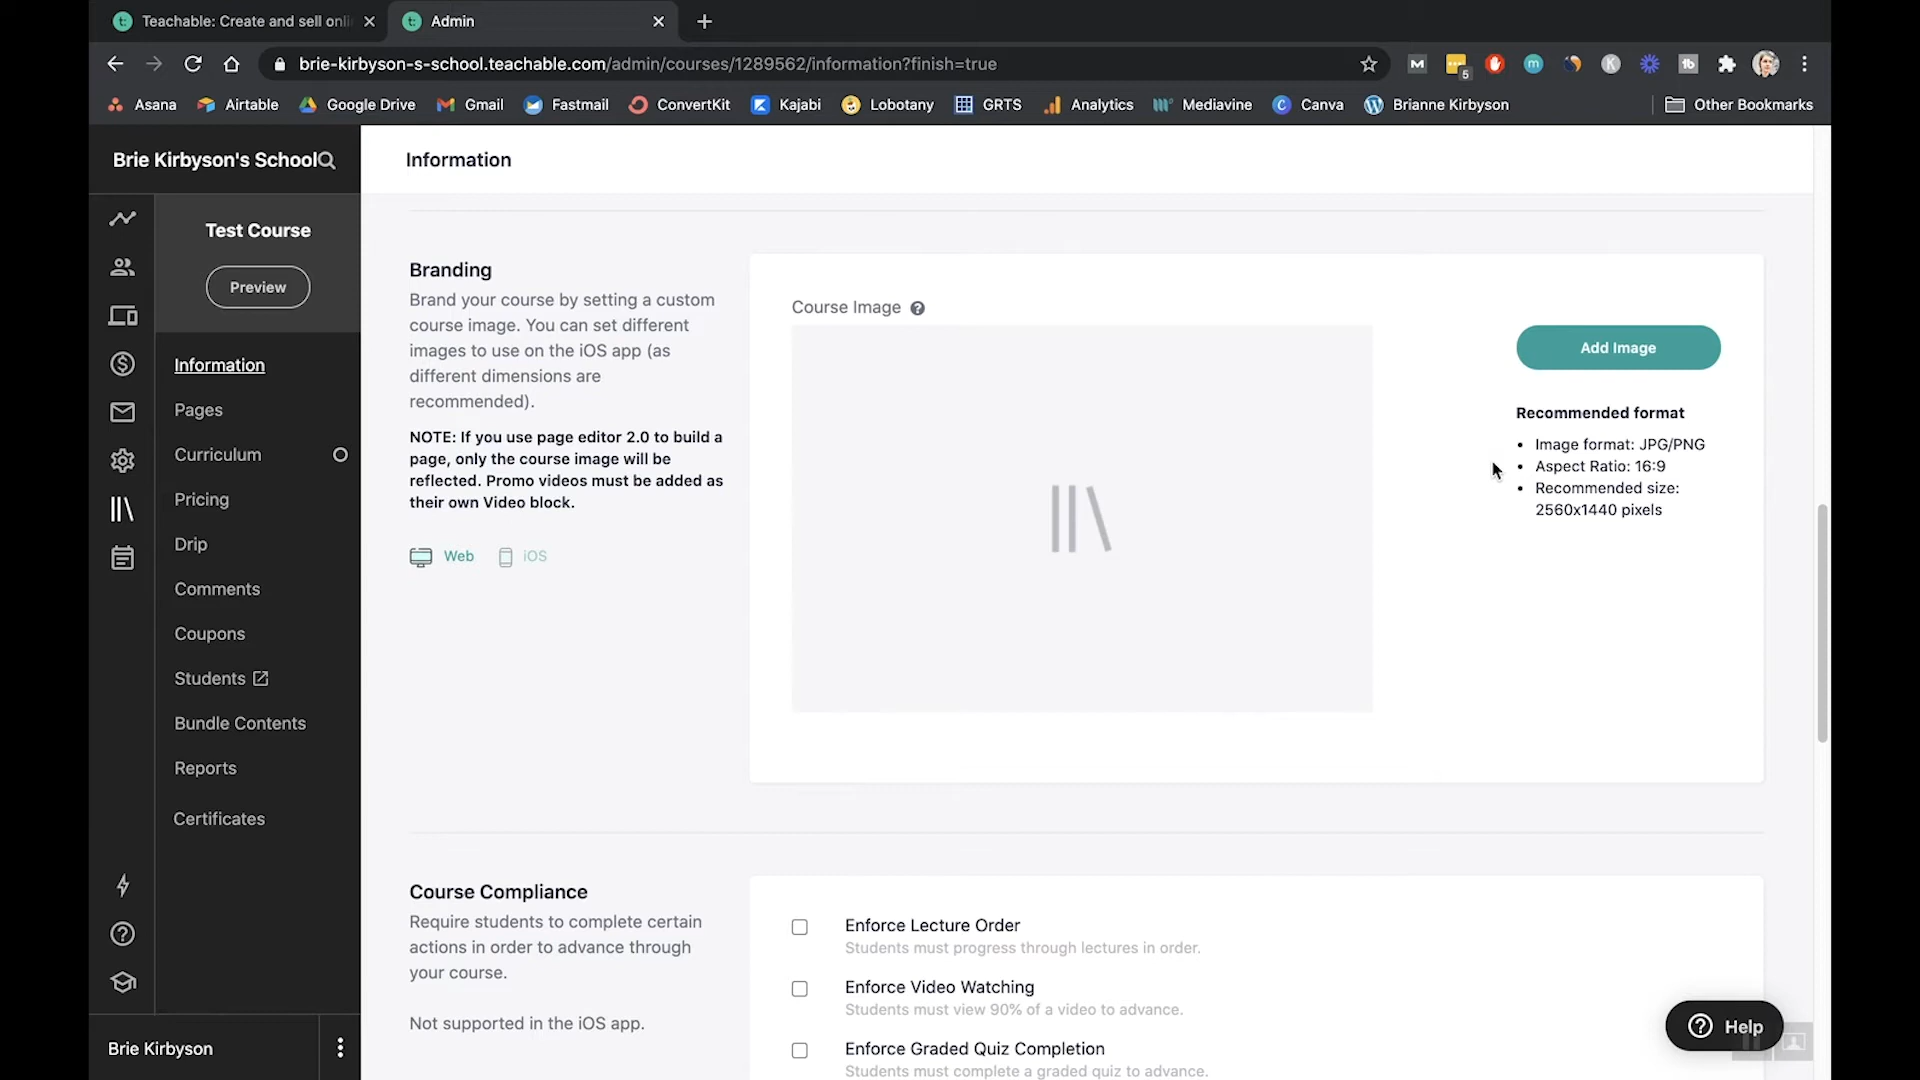 Teachable: Create and sell onli
Admin
brie-kirbyson-s-school.teachable.com/admin/courses/1289562/information?finish=true
5
Asana
Airtable
Google Drive
Gmail
Fastmail
ConvertKit
Kajabi
Lobotany
GRTS
Analytics
Mediavine
Canva
Brianne Kirbyson
Other Bookmarks
Brie Kirbyson's School
Information
Test Course
Preview
Information
Pages
Curriculum
Pricing
Drip
Comments
Coupons
Students
Bundle Contents
Reports
Certificates
Brie Kirbyson
Branding
Brand your course by setting a custom
course image. You can set different
images to use on the iOS app (as
different dimensions are
recommended).
NOTE: If you use page editor 2.0 to build a
page, only the course image will be
reflected. Promo videos must be added as
their own Video block.
Web
iOS
Course Image
Add Image
Recommended format
• Image format: JPG/PNG
• Aspect Ratio: 16:9
• Recommended size:
2560x1440 pixels
Course Compliance
Require students to complete certain
actions in order to advance through
your course.
Not supported in the iOS app.
Enforce Lecture Order
Students must progress through lectures in order.
Enforce Video Watching
Students must view 90% of a video to advance.
Enforce Graded Quiz Completion
Students must complete a graded quiz to advance.
Help